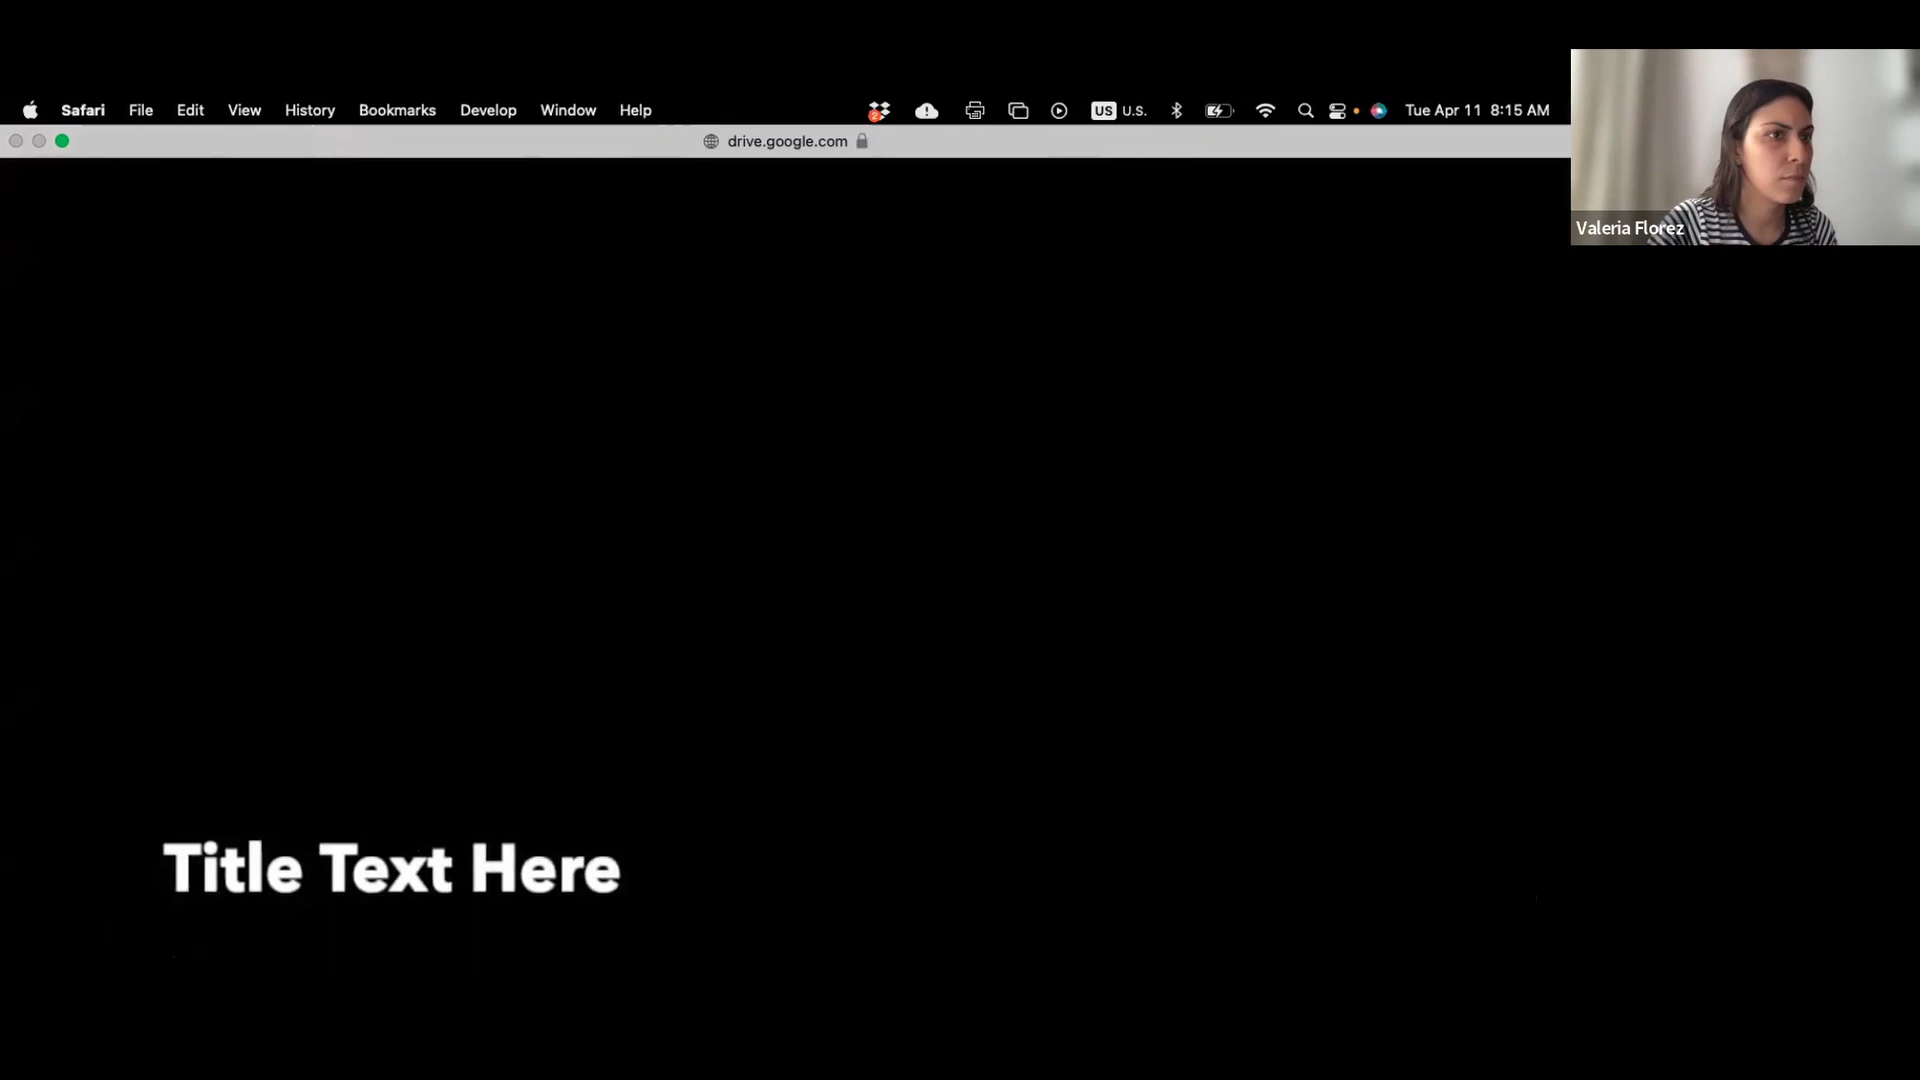 Safari File Edit View History Bookmarks Develop Window Help 2 US U.S. Tue Apr 11 8:15 AM
drive.google.com
Valeria Florez
Title Text Here